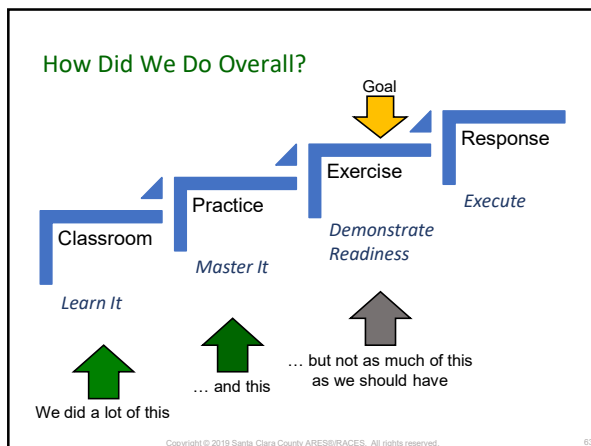 How Did We Do Overall?
Goal
Response
Exercise
Execute
Practice
Demonstrate
Readiness
Classroom
Master It
Learn It
… but not as much of this
as we should have
… and this
We did a lot of this
Copyright © 2019 Santa Clara County ARES®/RACES. All rights reserved.
63